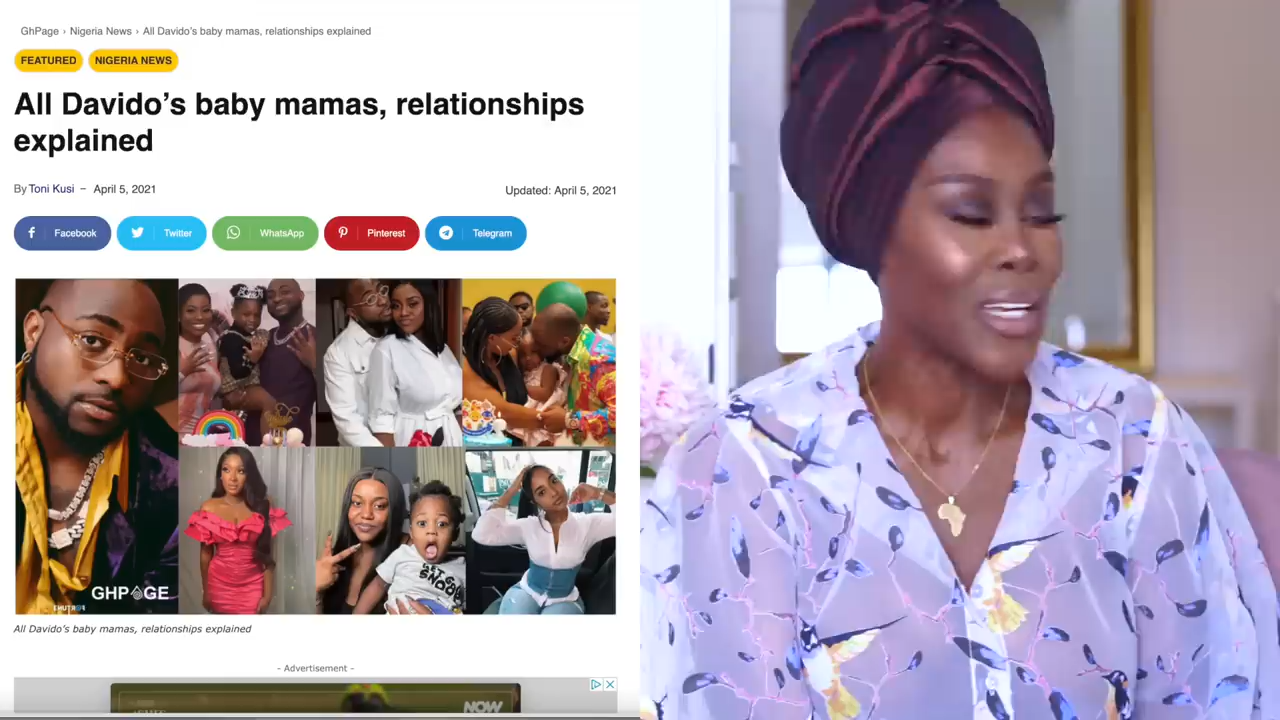 GhPage › Nigeria News › All Davido's baby mamas, relationships explained
FEATURED NIGERIA NEWS
All Davido's baby mamas, relationships
explained
By Toni Kusi – April 5, 2021 Updated: April 5, 2021
Facebook Twitter WhatsApp Pinterest Telegram
GHPAGE
All Davido's baby mamas, relationships explained
- Advertisement -
NOW